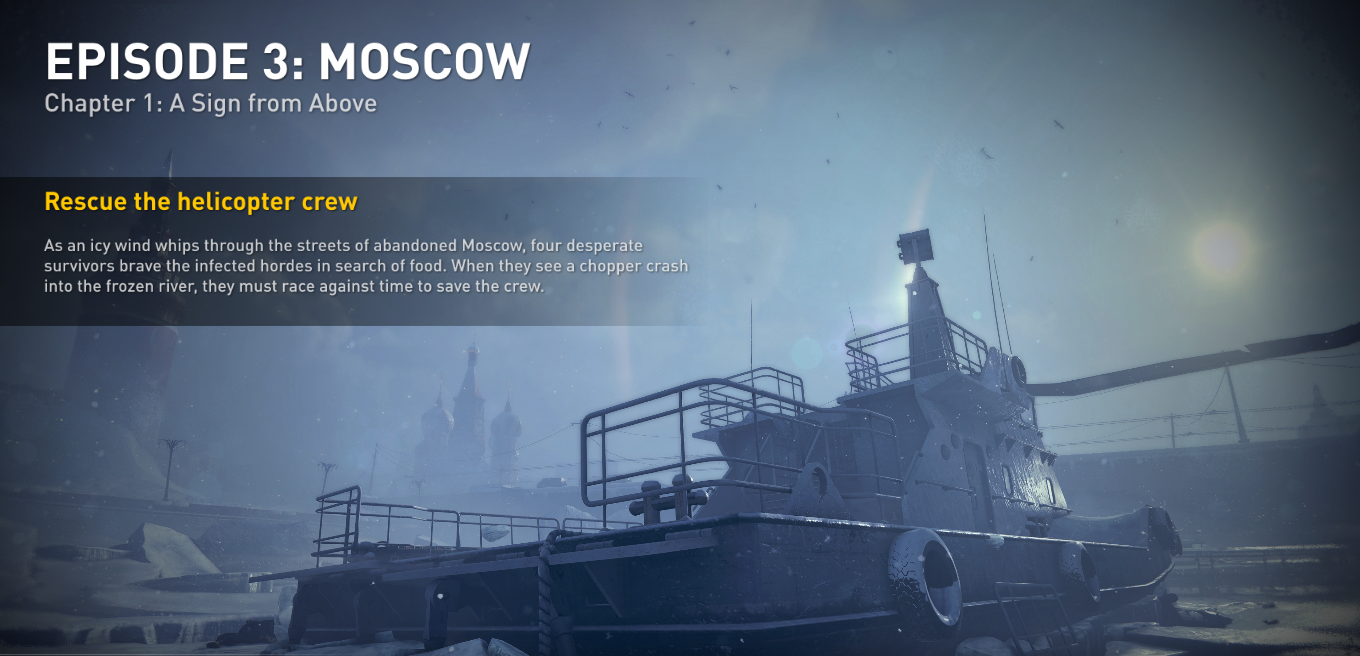 EPISODE 3: MOSCOW
Chapter 1: A Sign from Above
Rescue the helicopter crew
As an icy wind whips through the streets of abandoned Moscow, four desperate
survivors brave the infected hordes in search of food. When they see a chopper crash
into the frozen river, they must race against time to save the crew.